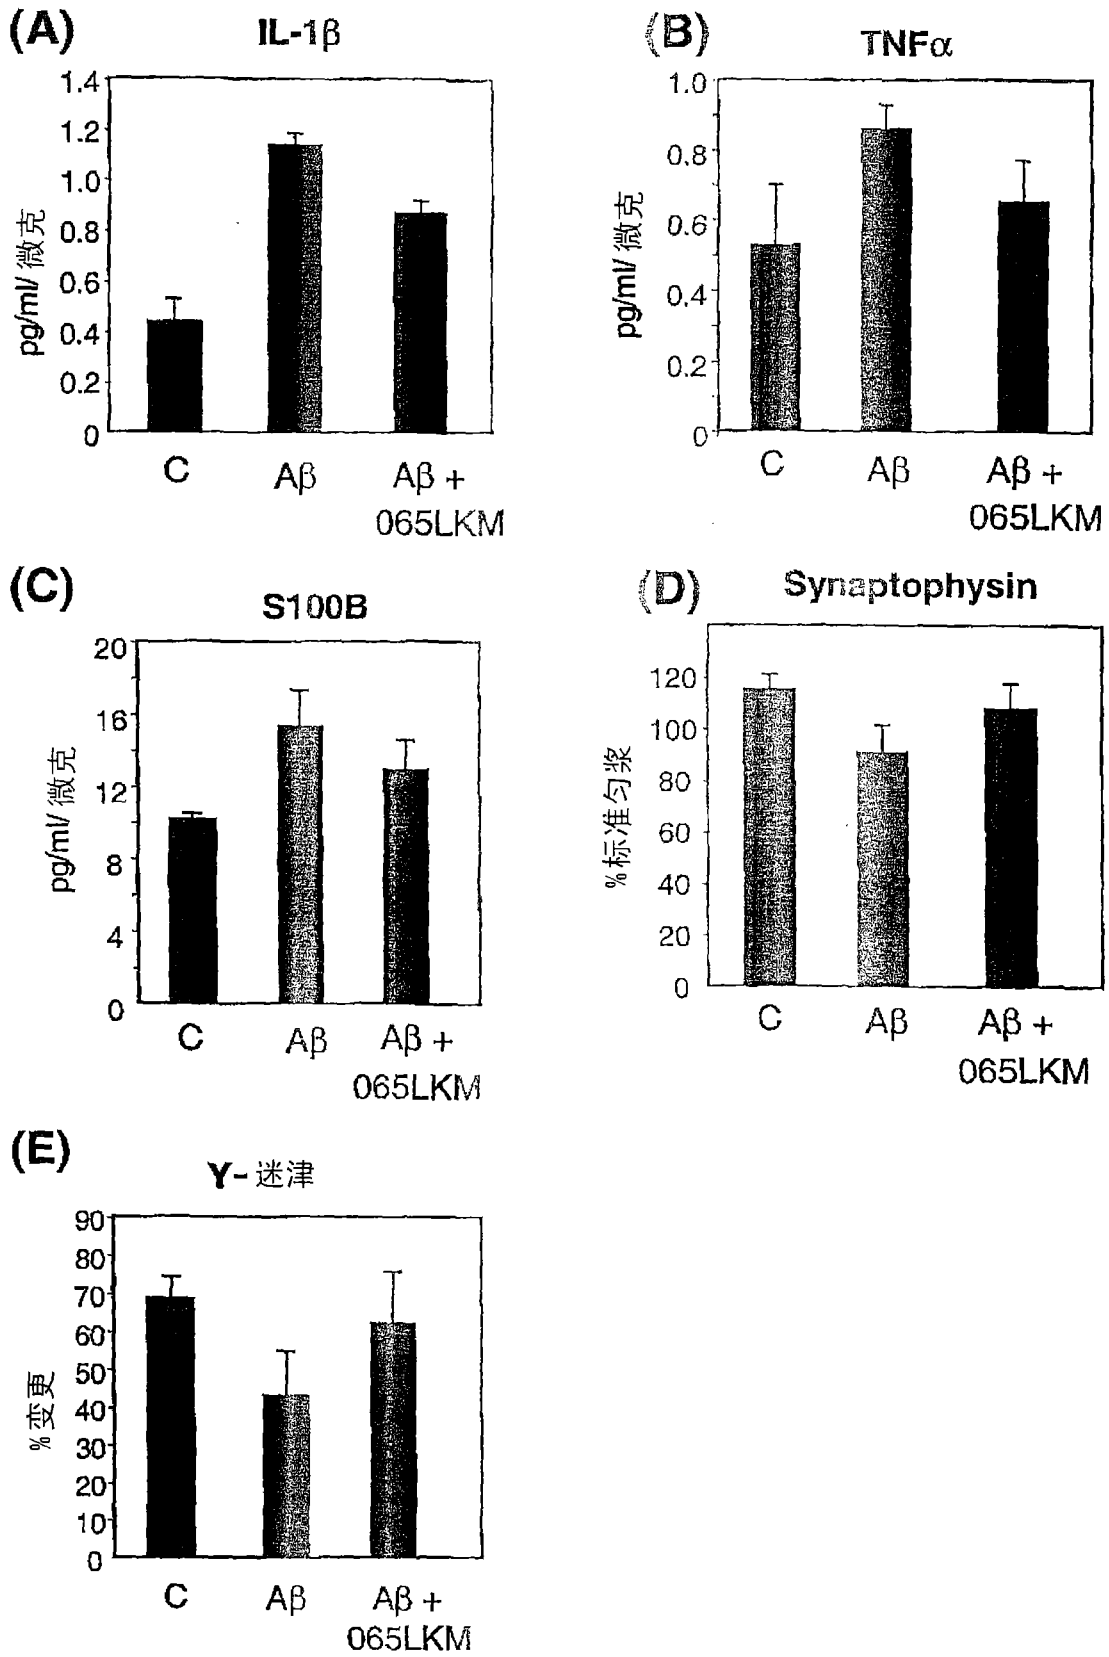 (A)
IL-1β
pg/ml/微克
1.4
1.2
1.0
0.8
0.6
0.4
0.2
0
C
Aβ
Aβ +
065LKM
(B)
TNFα
pg/ml/微克
1.0
0.8
0.6
0.4
0.2
0
C
Aβ
Aβ +
065LKM
(C)
S100B
pg/ml/微克
20
16
12
8
4
0
C
Aβ
Aβ +
065LKM
(D)
Synaptophysin
%标准匀浆
120
100
80
60
40
20
0
C
Aβ
Aβ +
065LKM
(E)
Y-迷津
%变更
90
80
70
60
50
40
30
20
10
0
C
Aβ
Aβ +
065LKM